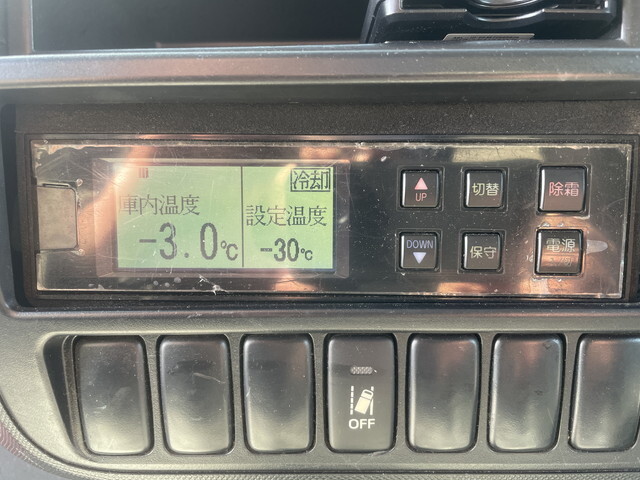 冷却
車内温度
設定温度
-3.0℃
-30℃
UP
切替
除霜
DOWN
保守
電源
OFF